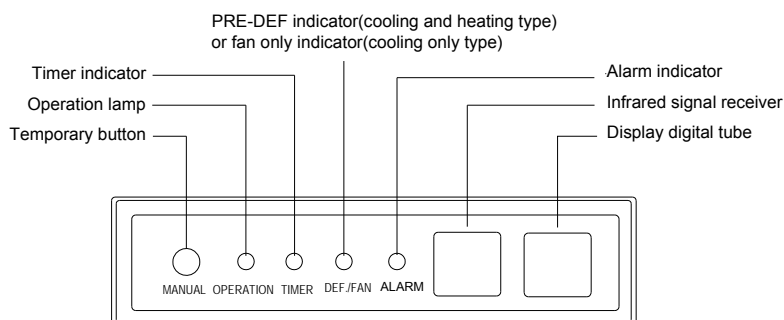 PRE-DEF indicator(cooling and heating type)
or fan only indicator(cooling only type)
Timer indicator
Alarm indicator
Operation lamp
Infrared signal receiver
Temporary button
Display digital tube
MANUAL OPERATION TIMER DEF./FAN ALARM